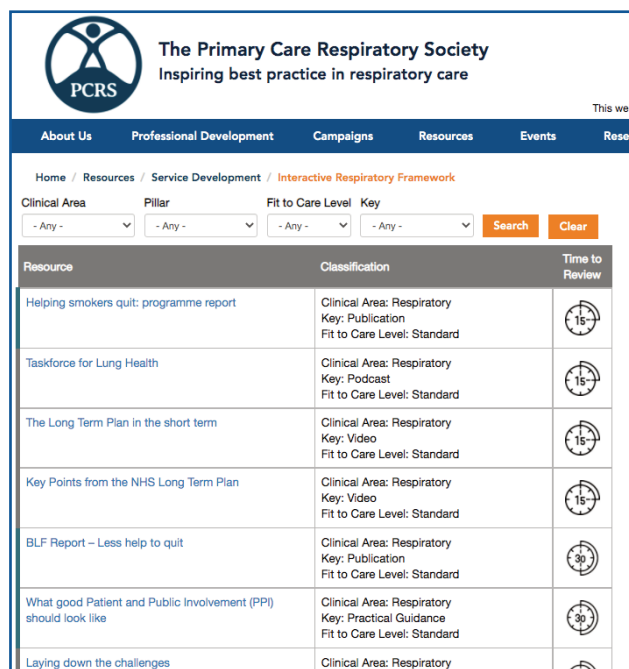 The Primary Care Respiratory Society
Inspiring best practice in respiratory care
PCRS
This we
About Us Professional Development Campaigns Resources Events Rese
Home / Resources / Service Development / Interactive Respiratory Framework
Clinical Area Pillar Fit to Care Level Key
- Any - - Any - - Any - - Any - Search Clear
Resource Classification Time to
Review
Helping smokers quit: programme report Clinical Area: Respiratory
Key: Publication 15
Fit to Care Level: Standard
Taskforce for Lung Health Clinical Area: Respiratory
Key: Podcast 15
Fit to Care Level: Standard
The Long Term Plan in the short term Clinical Area: Respiratory
Key: Video 15
Fit to Care Level: Standard
Key Points from the NHS Long Term Plan Clinical Area: Respiratory
Key: Video 15
Fit to Care Level: Standard
BLF Report – Less help to quit Clinical Area: Respiratory
Key: Publication 30
Fit to Care Level: Standard
What good Patient and Public Involvement (PPI) Clinical Area: Respiratory
should look like Key: Practical Guidance 30
Fit to Care Level: Standard
Laying down the challenges Clinical Area: Respiratory